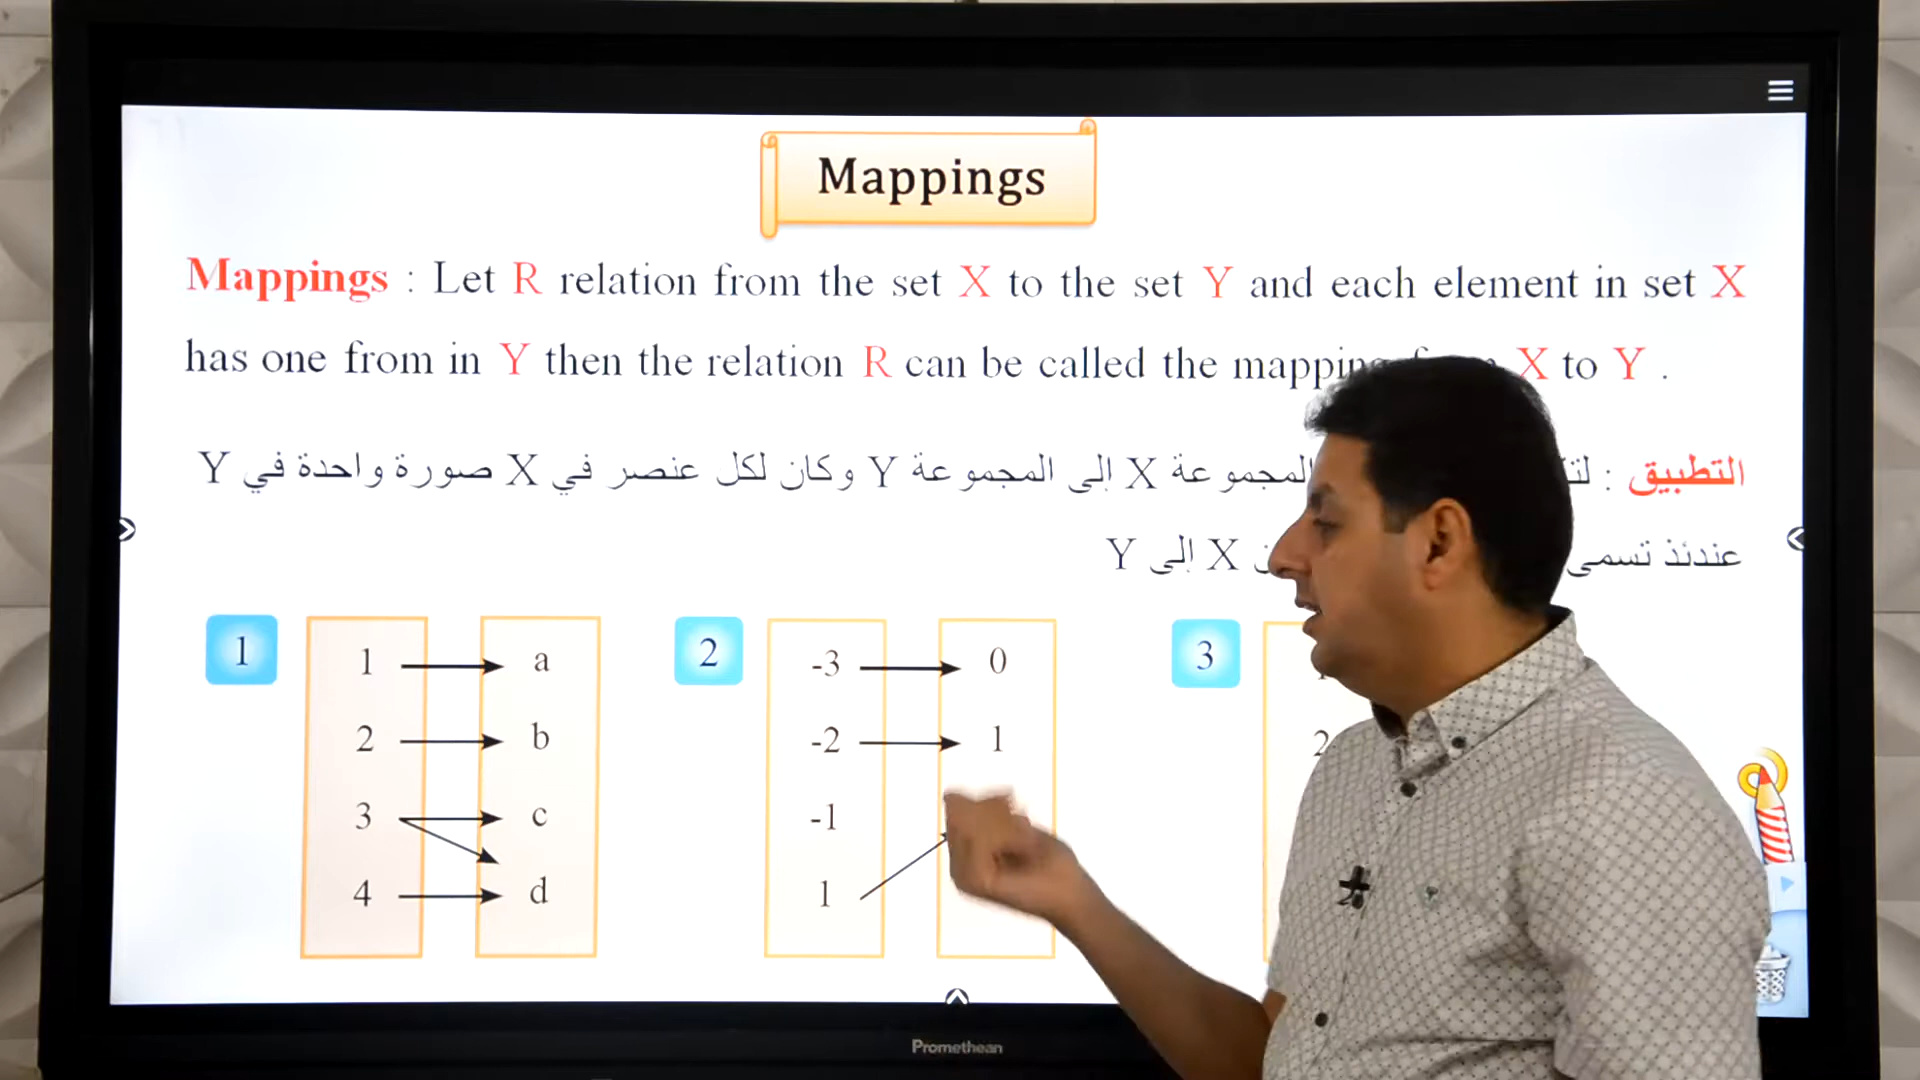 Mappings
Mappings : Let R relation from the set X to the set Y and each element in set X
has one from in Y then the relation R can be called the mapping X to Y .
التطبيق : المجموعة X إلى المجموعة Y وكان لكل عنصر في X صورة واحدة في Y
عندئذ تسمى X إلى Y
1
1 a
2 b
3 c
4 d
2
-3 0
-2 1
-1
1
3
2
Promethean